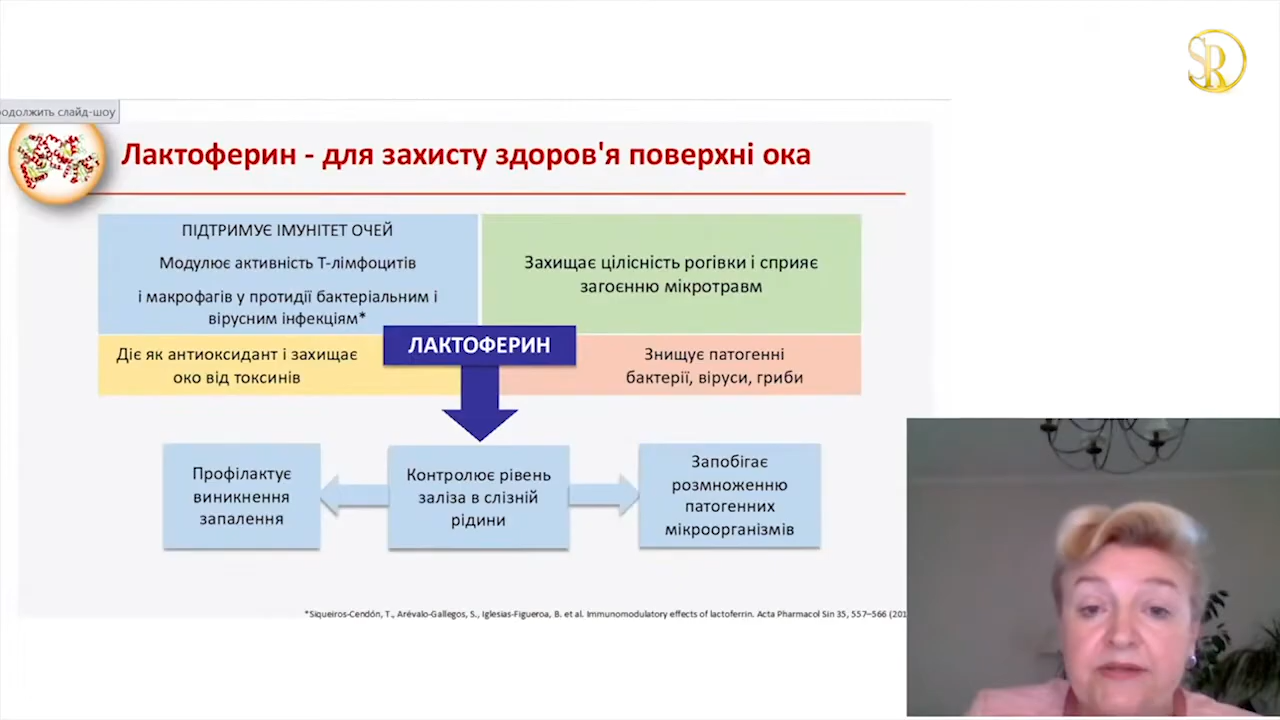 SR
одолжить слайд-шоу
Лактоферин - для захисту здоров'я поверхні ока
ПІДТРИМУЄ ІМУНІТЕТ ОЧЕЙ
Модулює активність Т-лімфоцитів
і макрофагів у протидії бактеріальним і
вірусним інфекціям*
Захищає цілісність рогівки і сприяє
загоєнню мікротравм
Діє як антиоксидант і захищає
око від токсинів
ЛАКТОФЕРИН
Знищує патогенні
бактерії, віруси, гриби
Профілактує
виникнення
запалення
Контролює рівень
заліза в слізній
рідини
Запобігає
розмноженню
патогенних
мікроорганізмів
*Siqueiros-Cendón, T., Arévalo-Gallegos, S., Iglesias-Figueroa, B. et al. Immunomodulatory effects of lactoferrin. Acta Pharmacol Sin 35, 557–566 (201